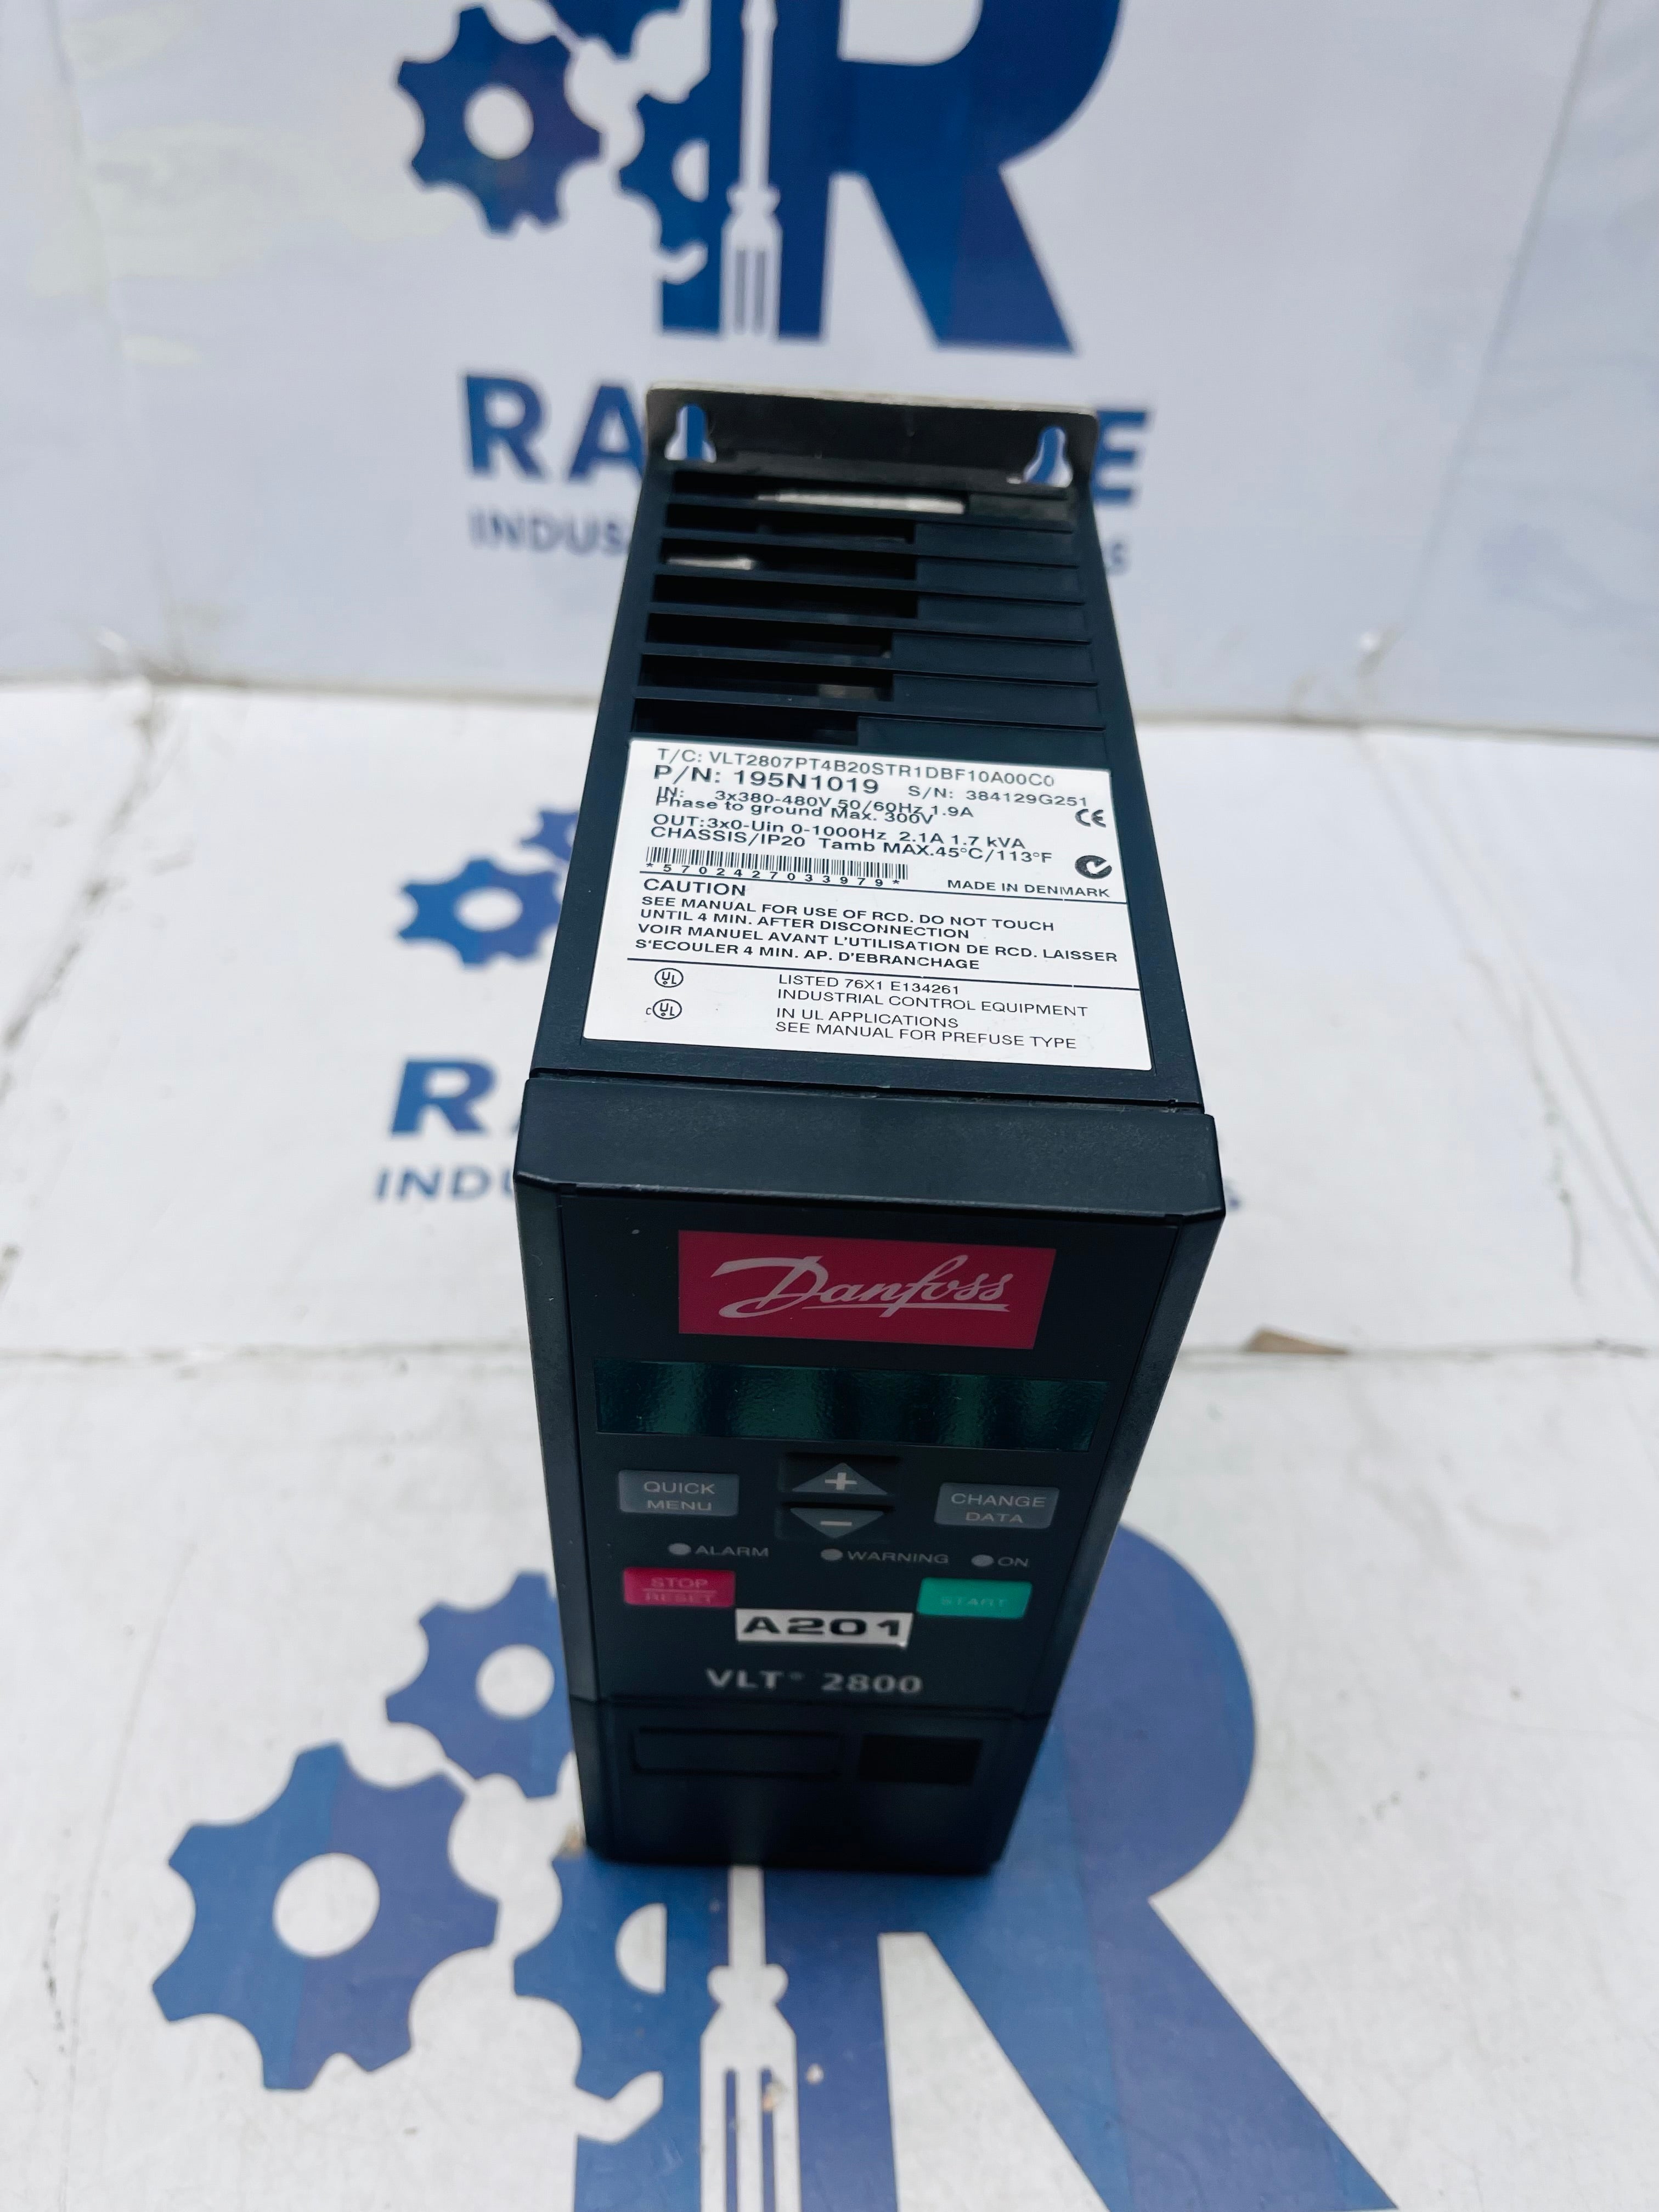 RA E
INDUS S
T/C: VLT2807PT4B20STR1DBF10A00C0
P/N: 195N1019 S/N: 384129G251
IN: 3x380-480V 50/60Hz 1.9A
Phase to ground Max. 300V
OUT:3x0-Uin 0-1000Hz 2.1A 1.7 kVA
CHASSIS/IP20 Tamb MAX.45°C/113°F
*5702427033979*
MADE IN DENMARK
CE
CAUTION
SEE MANUAL FOR USE OF RCD. DO NOT TOUCH
UNTIL 4 MIN. AFTER DISCONNECTION
VOIR MANUEL AVANT L'UTILISATION DE RCD. LAISSER
S'ECOULER 4 MIN. AP. D'EBRANCHAGE
UL LISTED 76X1 E134261
INDUSTRIAL CONTROL EQUIPMENT
c UL IN UL APPLICATIONS
SEE MANUAL FOR PREFUSE TYPE
Danfoss
QUICK
MENU
+
-
CHANGE
DATA
ALARM WARNING ON
STOP
RESET
START
A201
VLT® 2800